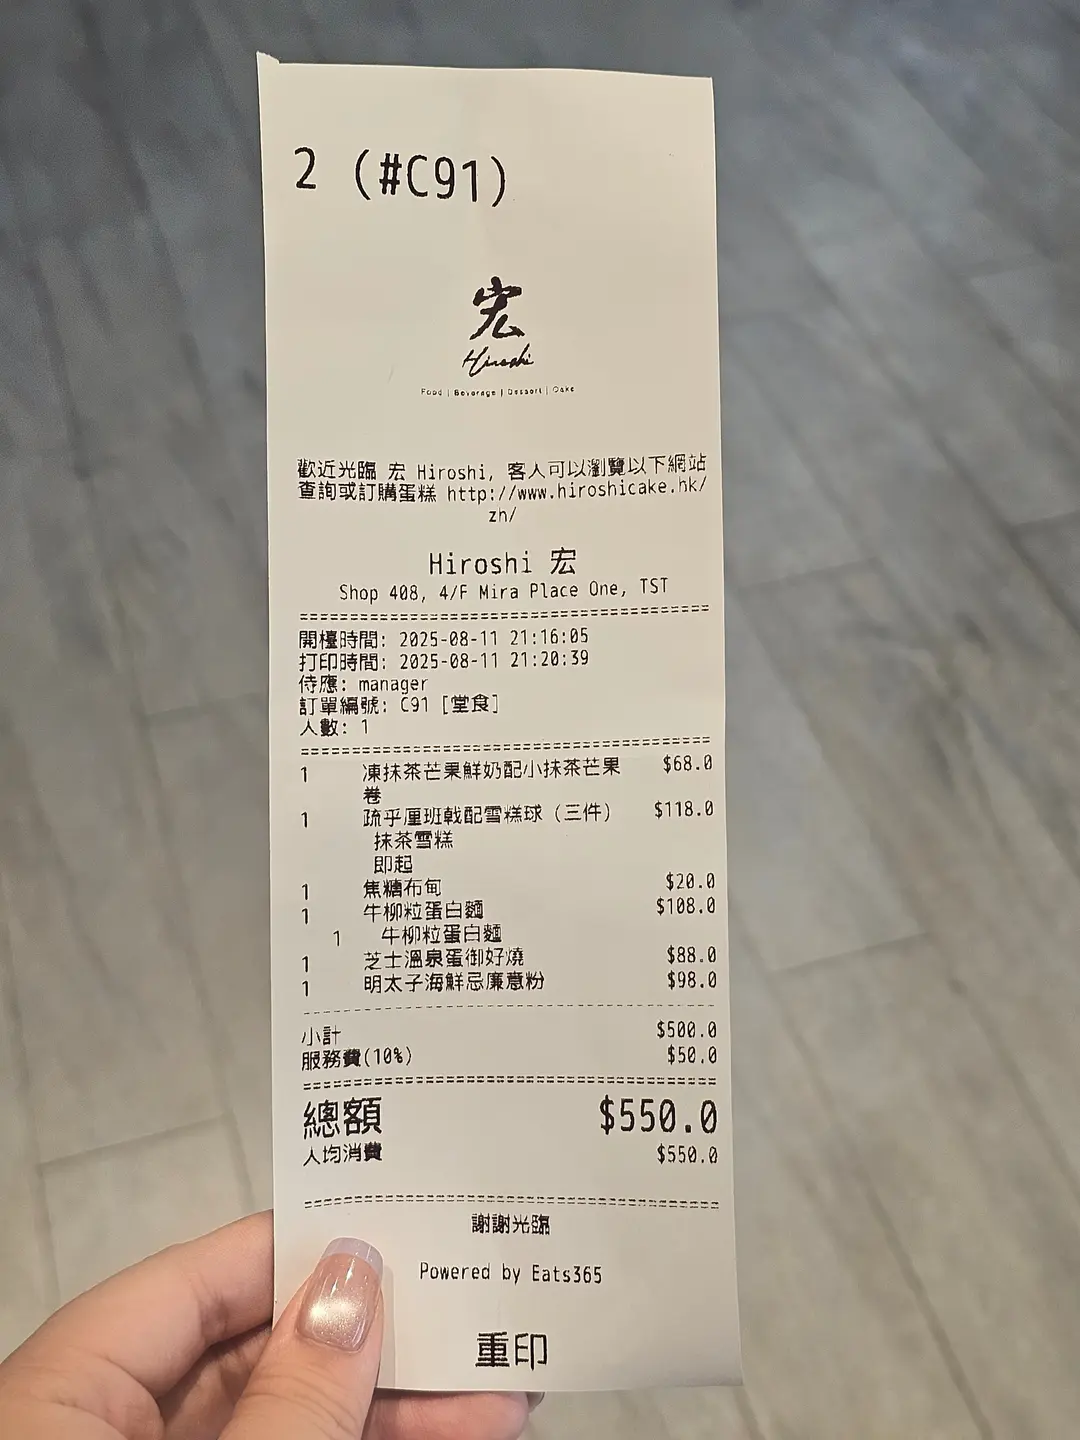 2 (#C91)
宏
Hiroshi
Food | Beverage | Dessert | Cake
歡近光臨 宏 Hiroshi, 客人可以瀏覽以下網站
查詢或訂購蛋糕 http://www.hiroshicake.hk/
zh/
Hiroshi 宏
Shop 408, 4/F Mira Place One, TST
開檯時間: 2025-08-11 21:16:05
打印時間: 2025-08-11 21:20:39
侍應: manager
訂單編號: C91 [堂食]
人數: 1
1 凍抹茶芒果鮮奶配小抹茶芒果 $68.0
卷
1 疏乎厘班戟配雪糕球 (三件) $118.0
抹茶雪糕
即起
1 焦糖布甸 $20.0
1 牛柳粒蛋白麵 $108.0
1 牛柳粒蛋白麵
1 芝士溫泉蛋御好燒 $88.0
1 明太子海鮮忌廉意粉 $98.0
小計 $500.0
服務費(10%) $50.0
總額 $550.0
人均消費 $550.0
謝謝光臨
Powered by Eats365
重印